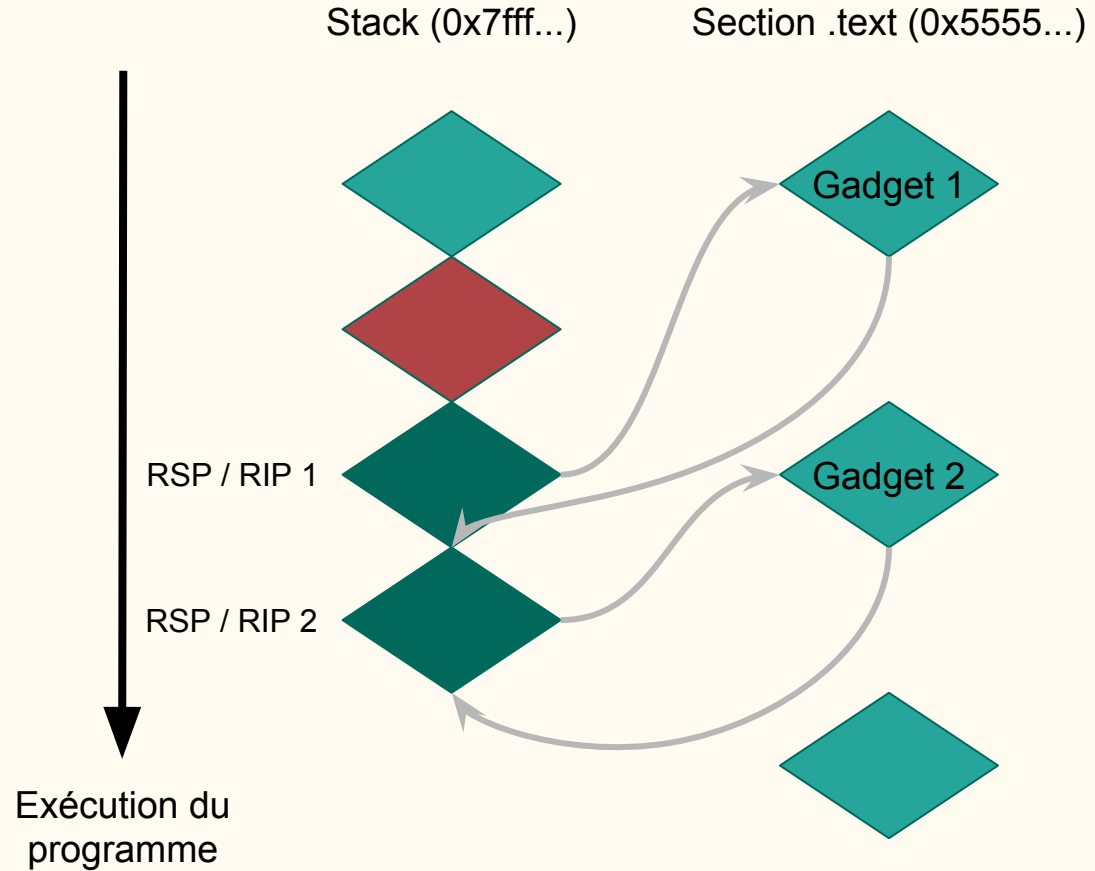 Stack (0x7fff...)
Section .text (0x5555...)
Gadget 1
RSP / RIP 1
Gadget 2
RSP / RIP 2
Exécution du
programme